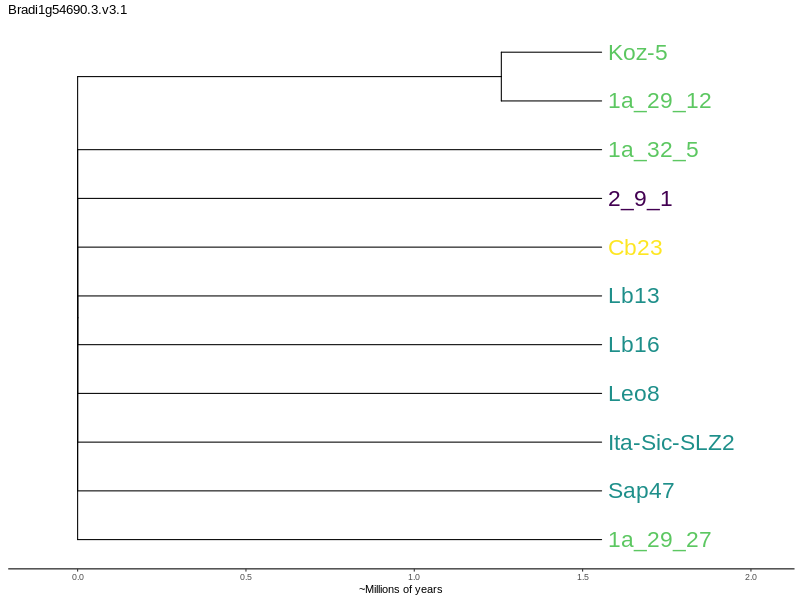 Bradi1g54690.3.v3.1
Koz-5
1a_29_12
1a_32_5
2_9_1
Cb23
Lb13
Lb16
Leo8
Ita-Sic-SLZ2
Sap47
1a_29_27
0.0 0.5 1.0 1.5 2.0
~Millions of years